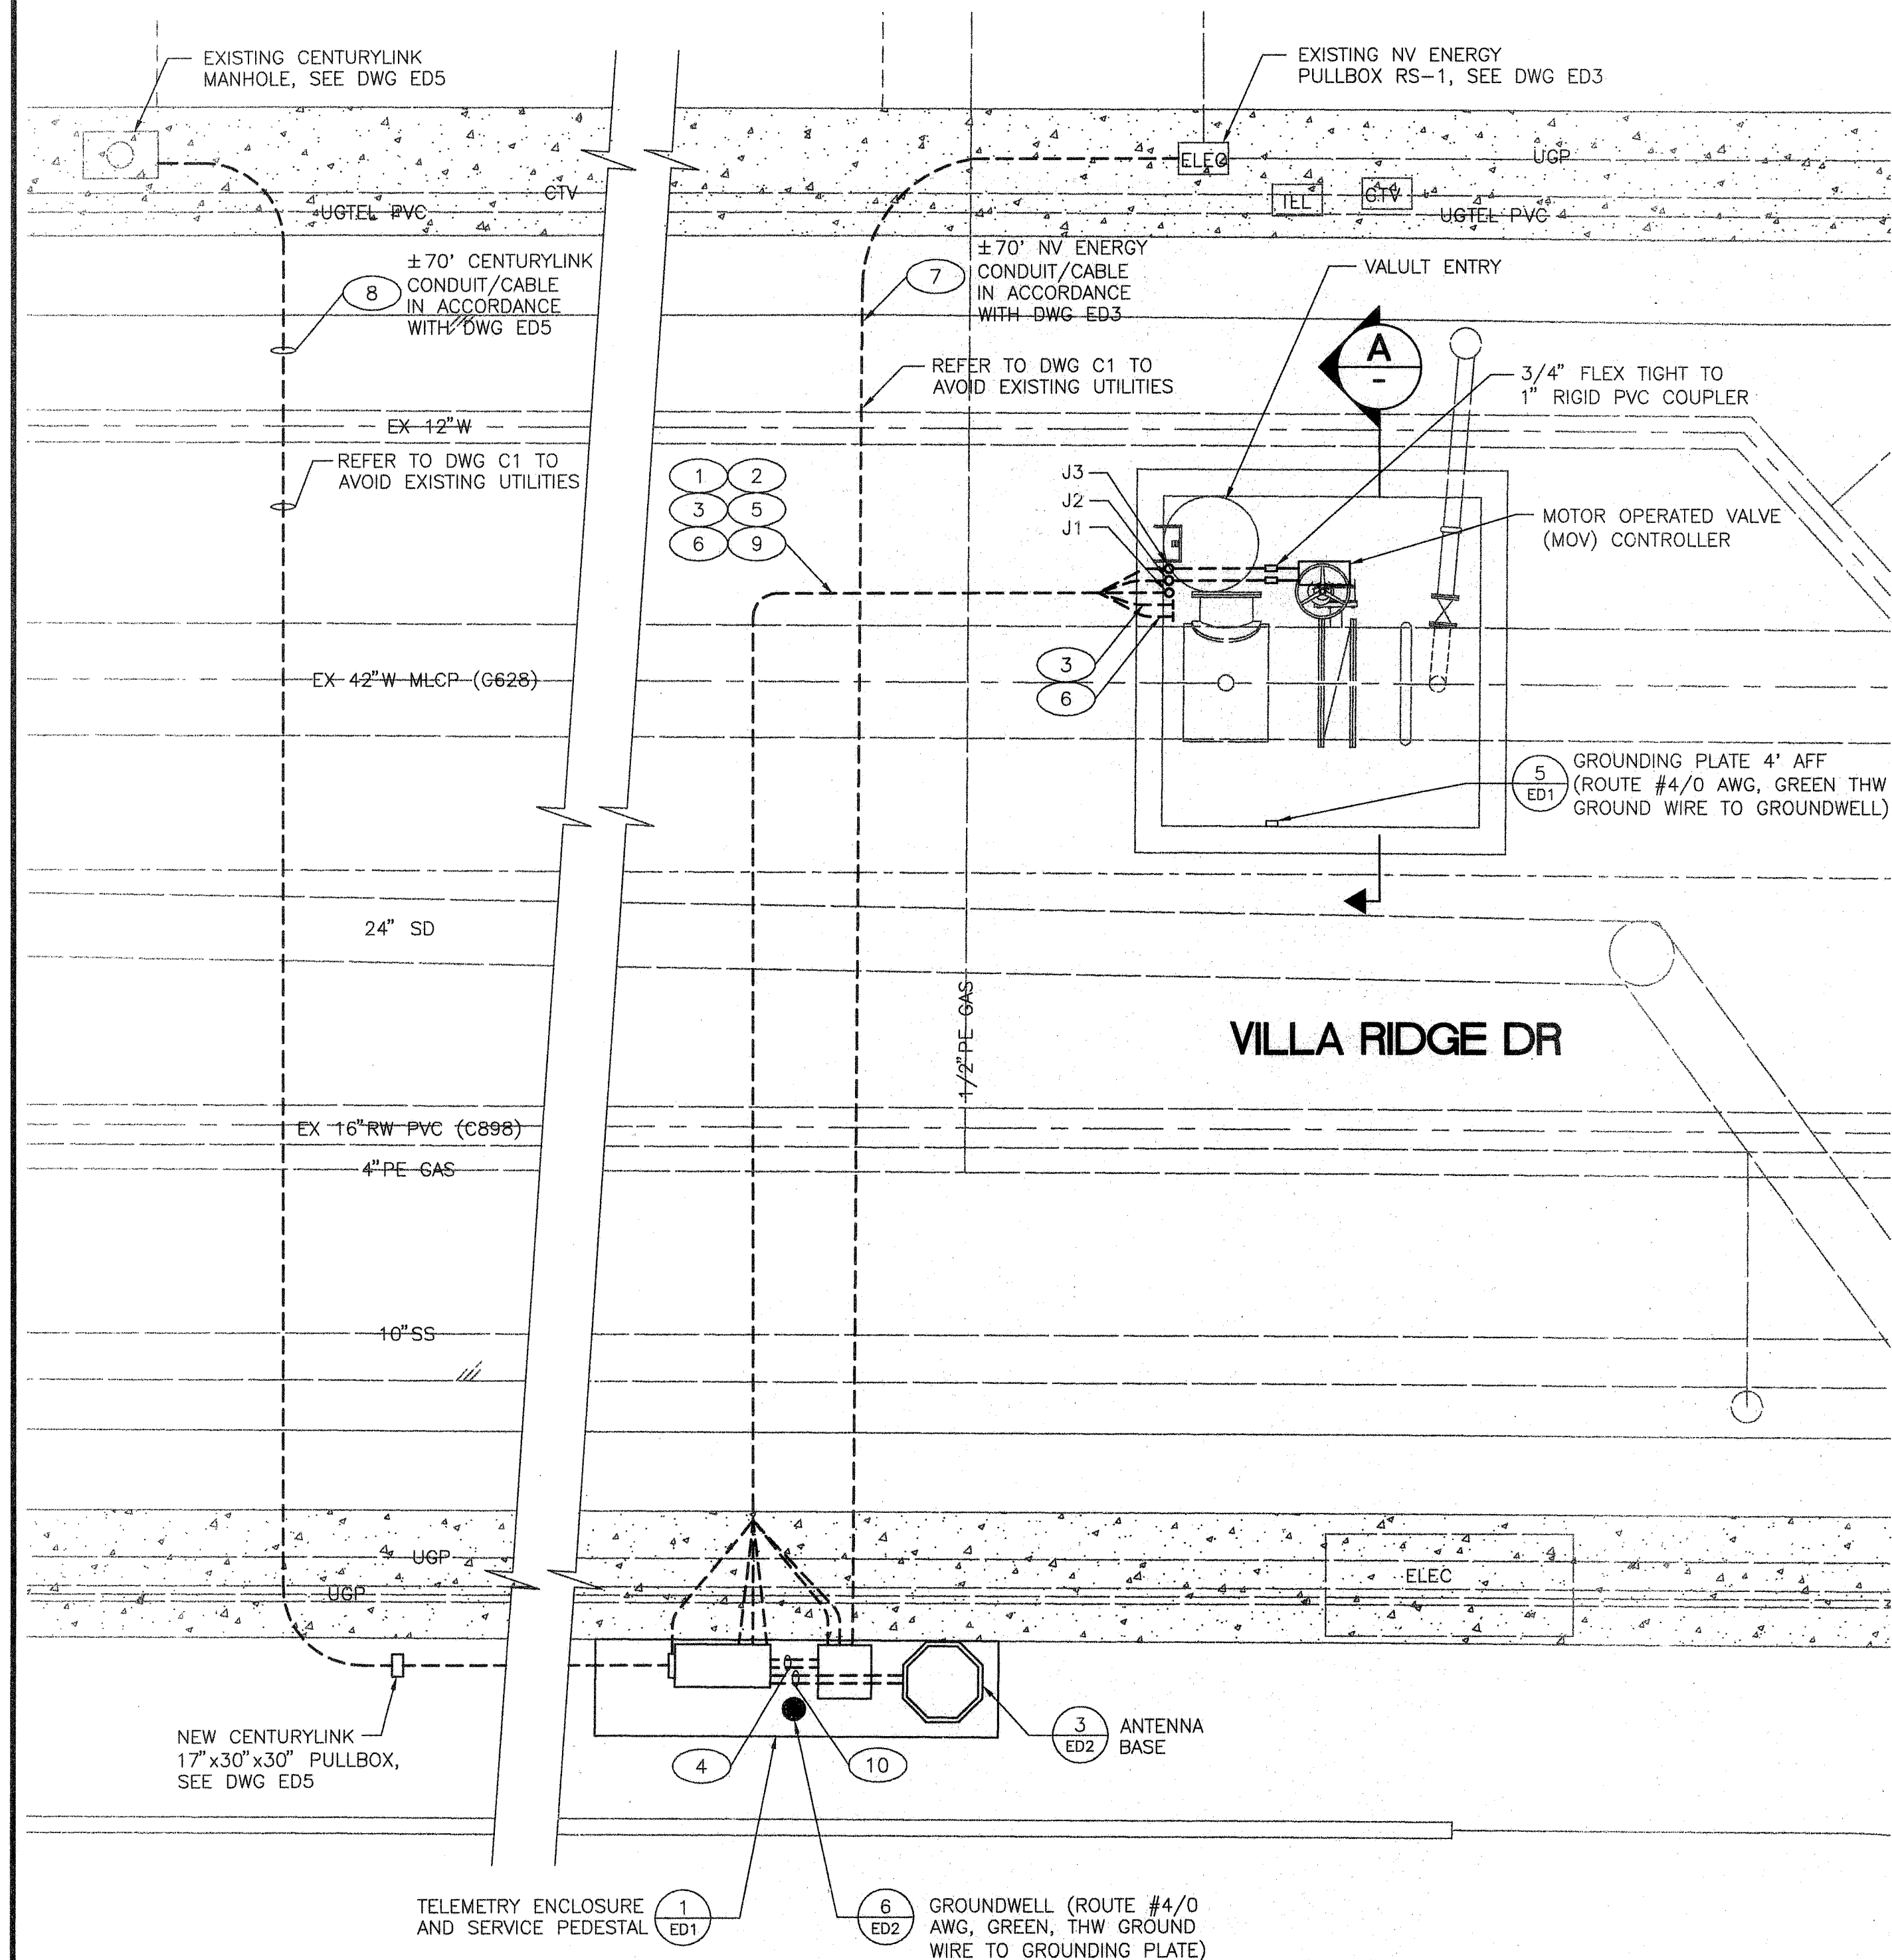 EXISTING CENTURYLINK
MANHOLE, SEE DWG ED5
EXISTING NV ENERGY
PULLBOX RS-1, SEE DWG ED3
ELEC
UGP
CTV
UGTEL PVC
TEL
CTV
UGTEL PVC
±70' CENTURYLINK
CONDUIT/CABLE
IN ACCORDANCE
WITH DWG ED5
8
7
±70' NV ENERGY
CONDUIT/CABLE
IN ACCORDANCE
WITH DWG ED3
VALULT ENTRY
A
-
REFER TO DWG C1 TO
AVOID EXISTING UTILITIES
3/4" FLEX TIGHT TO
1" RIGID PVC COUPLER
EX 12"W
REFER TO DWG C1 TO
AVOID EXISTING UTILITIES
1 2
3 5
6 9
J3
J2
J1
MOTOR OPERATED VALVE
(MOV) CONTROLLER
3
6
EX 42"W MLCP (C628)
5
ED1
GROUNDING PLATE 4' AFF
(ROUTE #4/0 AWG, GREEN THW
GROUND WIRE TO GROUNDWELL)
24" SD
1/2"PE GAS
VILLA RIDGE DR
EX 16"RW PVC (C898)
4"PE GAS
10"SS
UGP
UGP
ELEC
NEW CENTURYLINK
17"x30"x30" PULLBOX,
SEE DWG ED5
4
10
3
ED2
ANTENNA
BASE
TELEMETRY ENCLOSURE
AND SERVICE PEDESTAL
1
ED1
6
ED2
GROUNDWELL (ROUTE #4/0
AWG, GREEN, THW GROUND
WIRE TO GROUNDING PLATE)